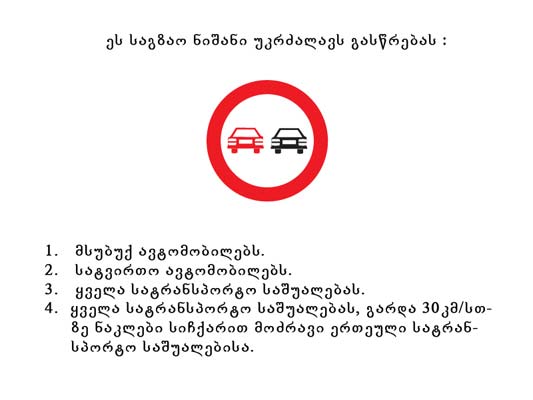 ეს საგზაო ნიშანი უკრძალავს გასწრებას :
1. მსუბუქ ავტომობილებს.
2. სატვირთო ავტომობილებს.
3. ყველა სატრანსპორტო საშუალებას.
4. ყველა სატრანსპორტო საშუალებას, გარდა 30კმ/სთ-
ზე ნაკლები სიჩქარით მოძრავი ერთეული სატრან-
სპორტო საშუალებისა.